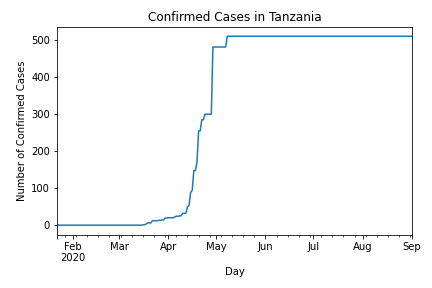 Confirmed Cases in Tanzania
Number of Confirmed Cases
500
400
300
200
100
0
Feb Mar Apr May Jun Jul Aug Sep
2020
Day